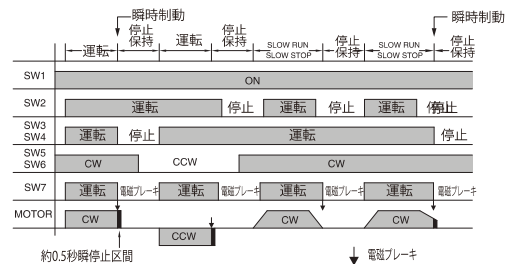 瞬時制動 瞬時制動
運転 停止 保持 運転 停止 保持 SLOW RUN SLOW STOP 停止 保持 SLOW RUN SLOW STOP 停止 保持
SW1 ON
SW2 運転 停止 運転 停止 運転 停止
SW3 SW4 運転 停止 運転 停止
SW5 SW6 CW CCW CW
SW7 運転 電磁ブレーキ 運転 電磁ブレーキ 運転 電磁ブレーキ 運転 電磁ブレーキ
MOTOR CW CCW CW CW
約0.5秒瞬停止区間 電磁ブレーキ